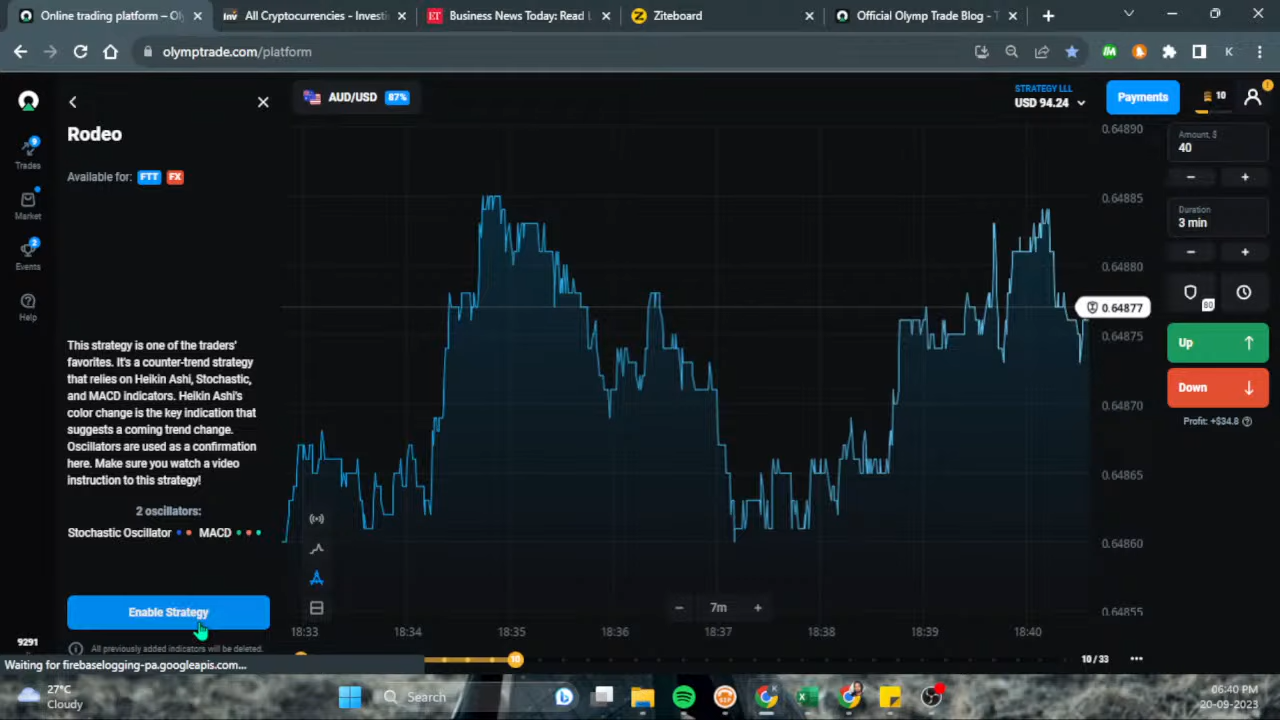 Online trading platform – Ol
All Cryptocurrencies - Investi
Business News Today: Read L
Ziteboard
Official Olymp Trade Blog - T
olymptrade.com/platform
K
Rodeo
Available for: FTT FX
This strategy is one of the traders'
favorites. It's a counter-trend strategy
that relies on Heikin Ashi, Stochastic,
and MACD indicators. Heikin Ashi's
color change is the key indication that
suggests a coming trend change.
Oscillators are used as a confirmation
here. Make sure you watch a video
instruction to this strategy!
2 oscillators:
Stochastic Oscillator MACD
Enable Strategy
All previously added indicators will be deleted.
Trades
9
Market
Events
2
Help
9291
Waiting for firebaselogging-pa.googleapis.com...
AUD/USD 87%
STRATEGY LLL
USD 94.24
Payments
10
0.64890
0.64885
0.64880
0.64877
0.64875
0.64870
0.64865
0.64860
0.64855
7m
18:33 18:34 18:35 18:36 18:37 18:38 18:39 18:40
10
10 / 33
Amount, $
40
Duration
3 min
80
Up
Down
Profit: +$34.8
27°C
Cloudy
Search
06:40 PM
20-09-2023